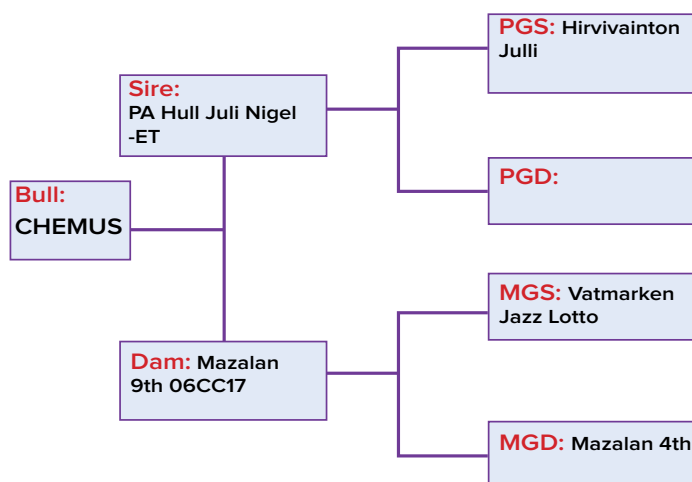 Bull:
CHEMUS
Sire:
PA Hull Juli Nigel
-ET
Dam: Mazalan
9th 06CC17
PGS: Hirvivainton
Julli
PGD:
MGS: Vatmarken
Jazz Lotto
MGD: Mazalan 4th